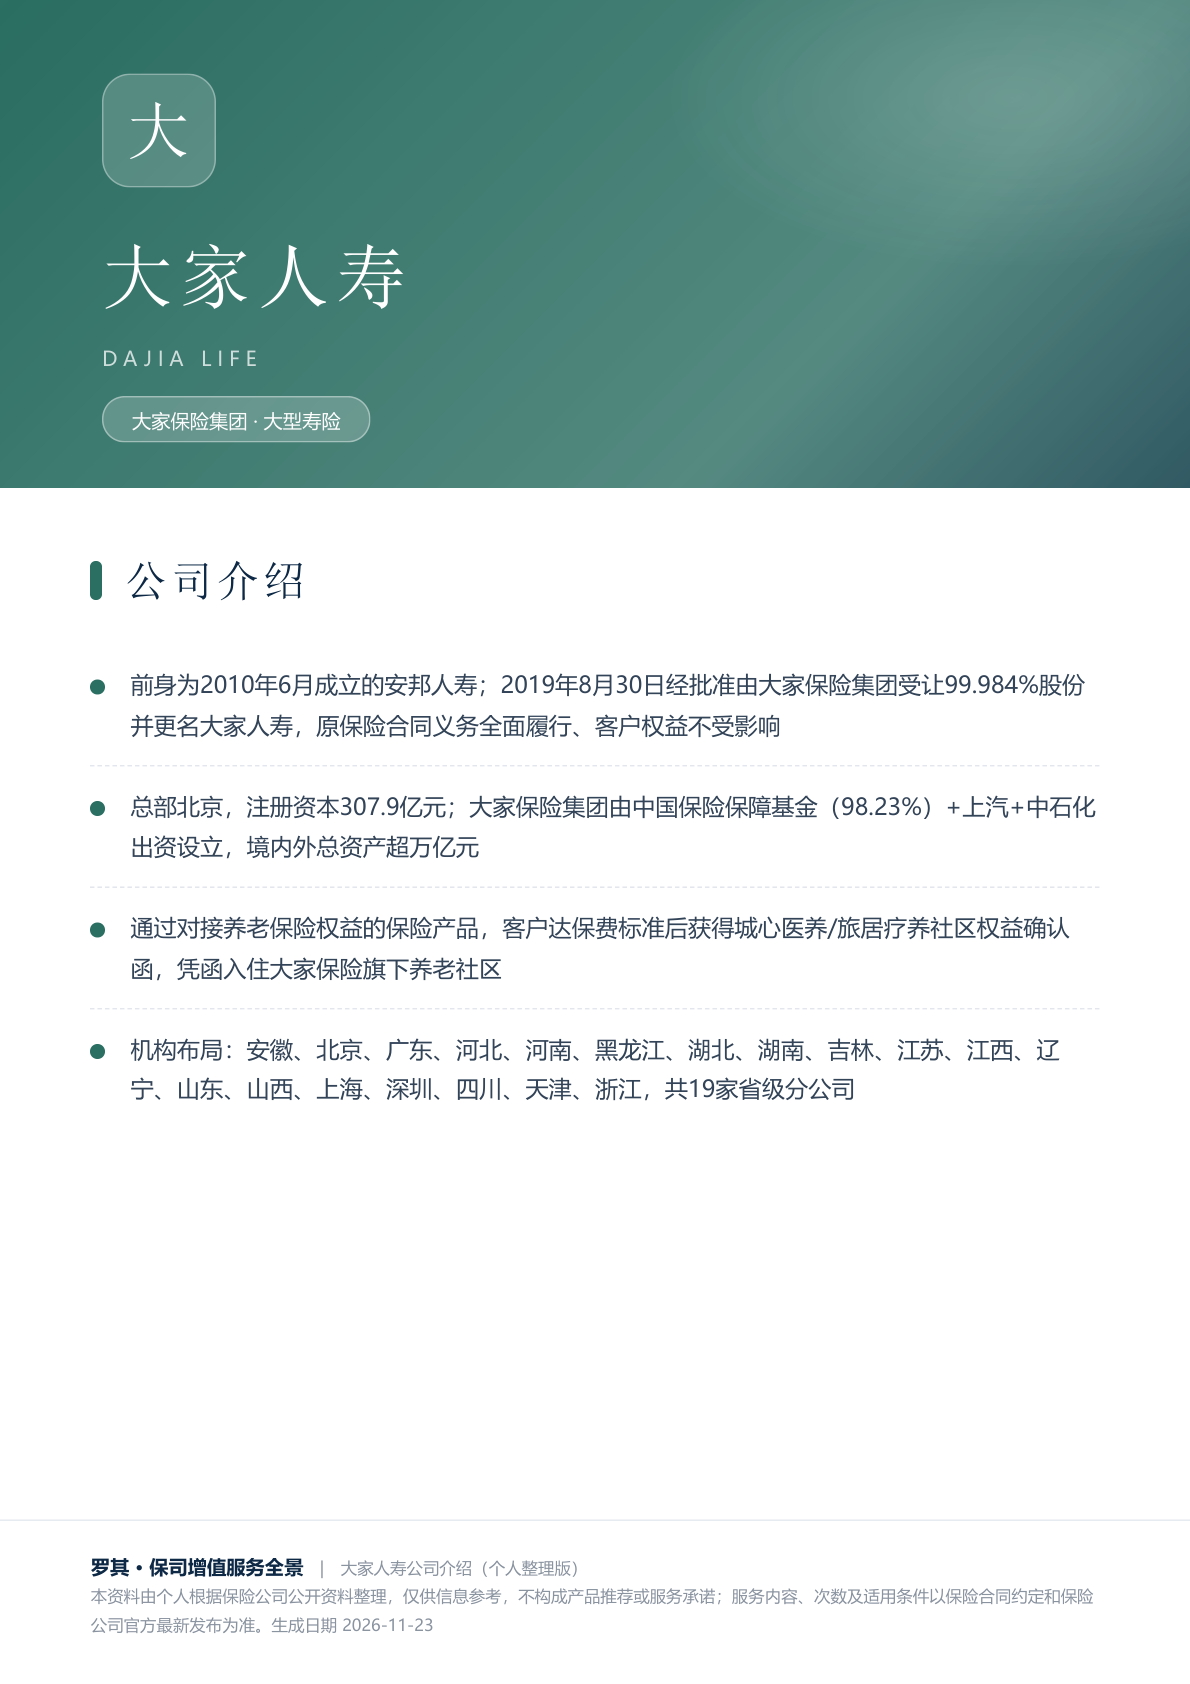 大
大家人寿
DAJIA LIFE
大家保险集团 · 大型寿险
公司介绍
前身为2010年6月成立的安邦人寿；2019年8月30日经批准由大家保险集团受让99.984%股份
并更名大家人寿，原保险合同义务全面履行、客户权益不受影响
总部北京，注册资本307.9亿元；大家保险集团由中国保险保障基金（98.23%）+上汽+中石化
出资设立，境内外总资产超万亿元
通过对接养老保险权益的保险产品，客户达保费标准后获得城心医养/旅居疗养社区权益确认
函，凭函入住大家保险旗下养老社区
机构布局：安徽、北京、广东、河北、河南、黑龙江、湖北、湖南、吉林、江苏、江西、辽
宁、山东、山西、上海、深圳、四川、天津、浙江，共19家省级分公司
罗其 • 保司增值服务全景 | 大家人寿公司介绍（个人整理版）
本资料由个人根据保险公司公开资料整理，仅供信息参考，不构成产品推荐或服务承诺；服务内容、次数及适用条件以保险合同约定和保险
公司官方最新发布为准。生成日期 2026-11-23